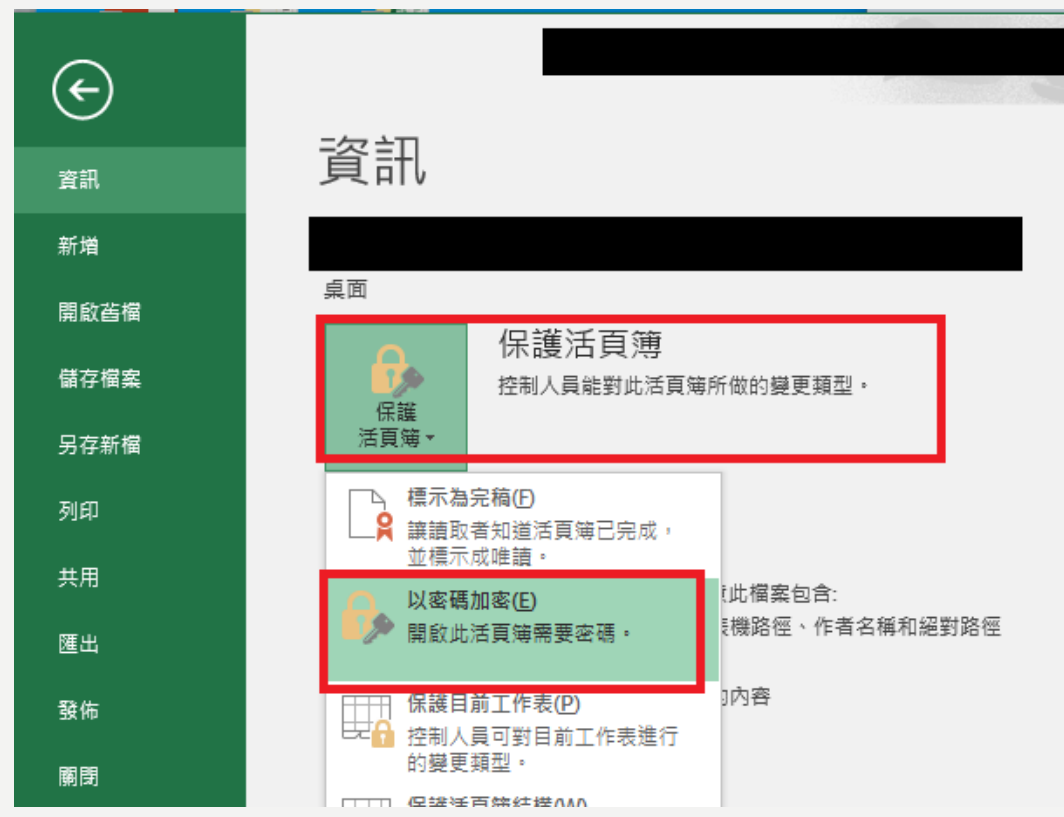 資訊
資訊
新增
開啟舊檔
儲存檔案
另存新檔
列印
共用
匯出
發佈
關閉
桌面
保護
活頁簿
保護活頁簿
控制人員能對此活頁簿所做的變更類型。
標示為完稿(F)
讓讀取者知道活頁簿已完成，
並標示成唯讀。
以密碼加密(E)
開啟此活頁簿需要密碼。
此檔案包含:
機路徑、作者名稱和絕對路徑
內容
保護目前工作表(P)
控制人員可對目前工作表進行
的變更類型。
保護活頁簿結構(W)